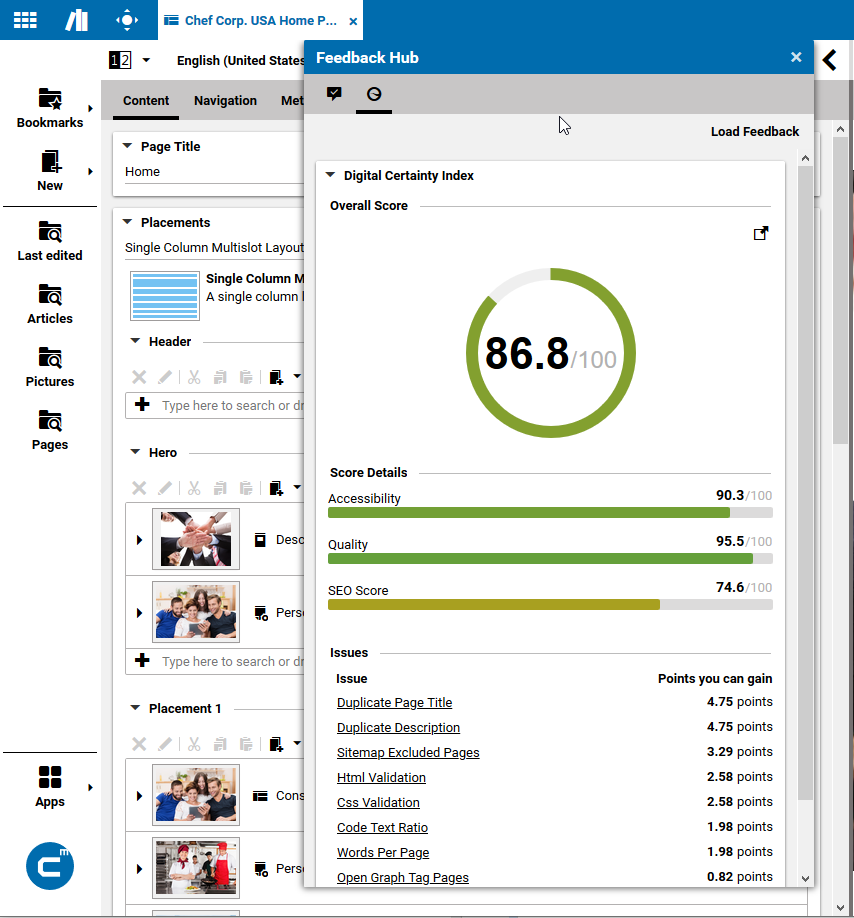 Chef Corp. USA Home P...
12
English (United States
Bookmarks
New
Last edited
Articles
Pictures
Pages
Apps
Content
Navigation
Met
Page Title
Home
Placements
Single Column Multislot Layout
Single Column M
A single column l
Header
Type here to search or dr
Hero
Desc
Perso
Type here to search or dr
Placement 1
Cons
Perso
Feedback Hub
Load Feedback
Digital Certainty Index
Overall Score
86.8/100
Score Details
Accessibility 90.3/100
Quality 95.5/100
SEO Score 74.6/100
Issues
Issue Points you can gain
Duplicate Page Title 4.75 points
Duplicate Description 4.75 points
Sitemap Excluded Pages 3.29 points
Html Validation 2.58 points
Css Validation 2.58 points
Code Text Ratio 1.98 points
Words Per Page 1.98 points
Open Graph Tag Pages 0.82 points